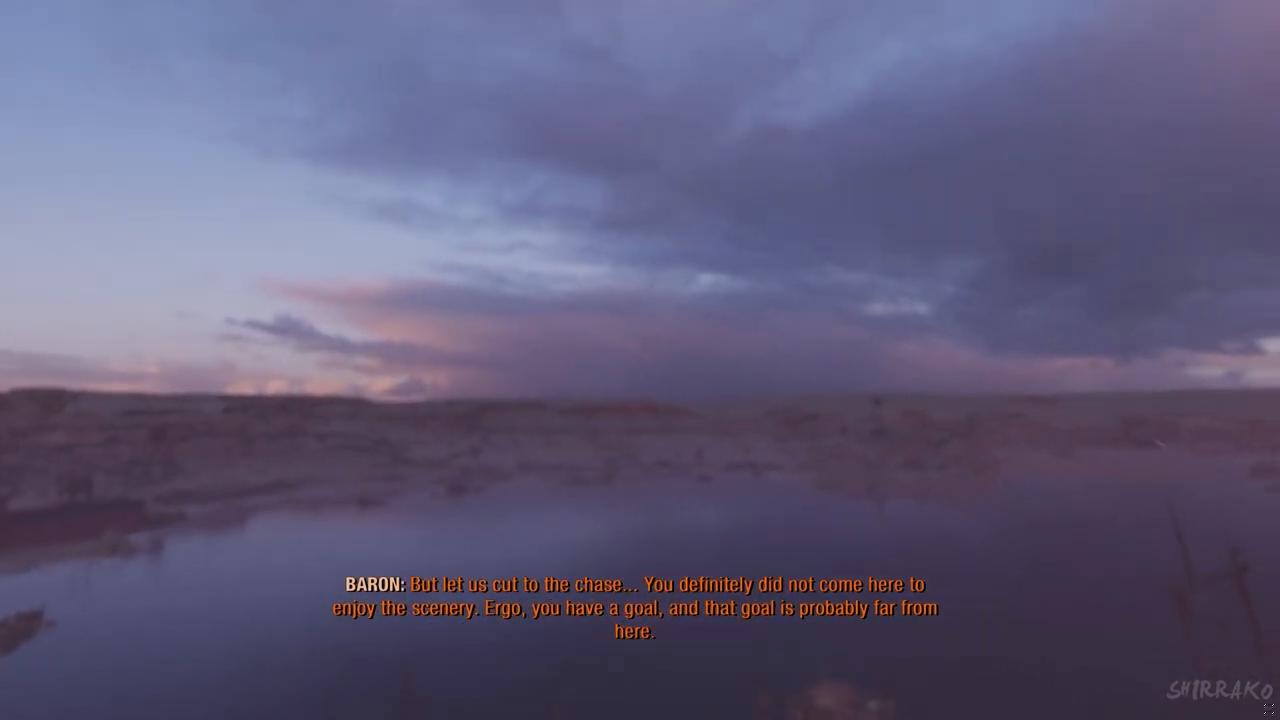 BARON: But let us cut to the chase... You definitely did not come here to
enjoy the scenery. Ergo, you have a goal, and that goal is probably far from
here.
SHIRRAKO